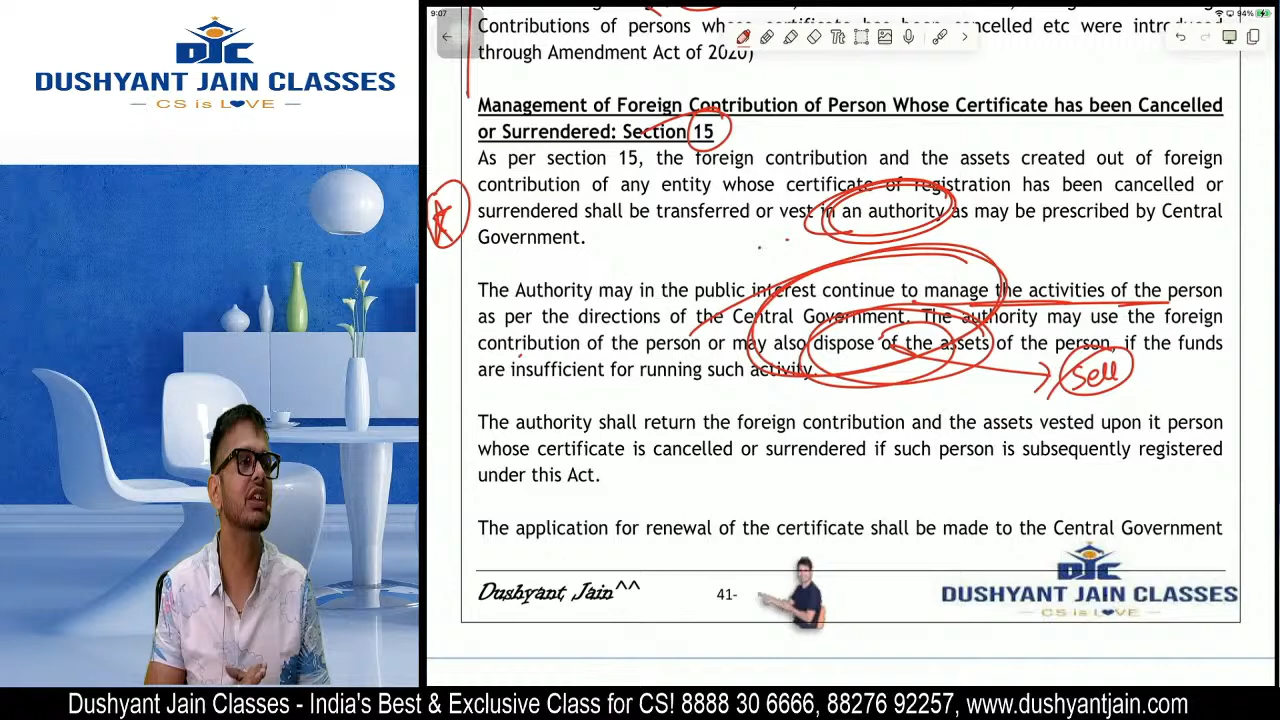 DJC
DUSHYANT JAIN CLASSES
CS is L♥VE
9:07
94%
Contributions of persons whose certificate has been cancelled etc were
through Amendment Act of 2020)
Management of Foreign Contribution of Person Whose Certificate has been Cancelled
or Surrendered: Section 15
As per section 15, the foreign contribution and the assets created out of foreign
contribution of any entity whose certificate of registration has been cancelled or
surrendered shall be transferred or vest in an authority as may be prescribed by Central
Government.
The Authority may in the public interest continue to manage the activities of the person
as per the directions of the Central Government. The authority may use the foreign
contribution of the person or may also dispose of the assets of the person, if the funds
are insufficient for running such activity.
Sell
The authority shall return the foreign contribution and the assets vested upon it person
whose certificate is cancelled or surrendered if such person is subsequently registered
under this Act.
The application for renewal of the certificate shall be made to the Central Government
Dushyant Jain^^
41-
DJC
DUSHYANT JAIN CLASSES
CS is L♥VE
Dushyant Jain Classes - India's Best & Exclusive Class for CS! 8888 30 6666, 88276 92257, www.dushyantjain.com